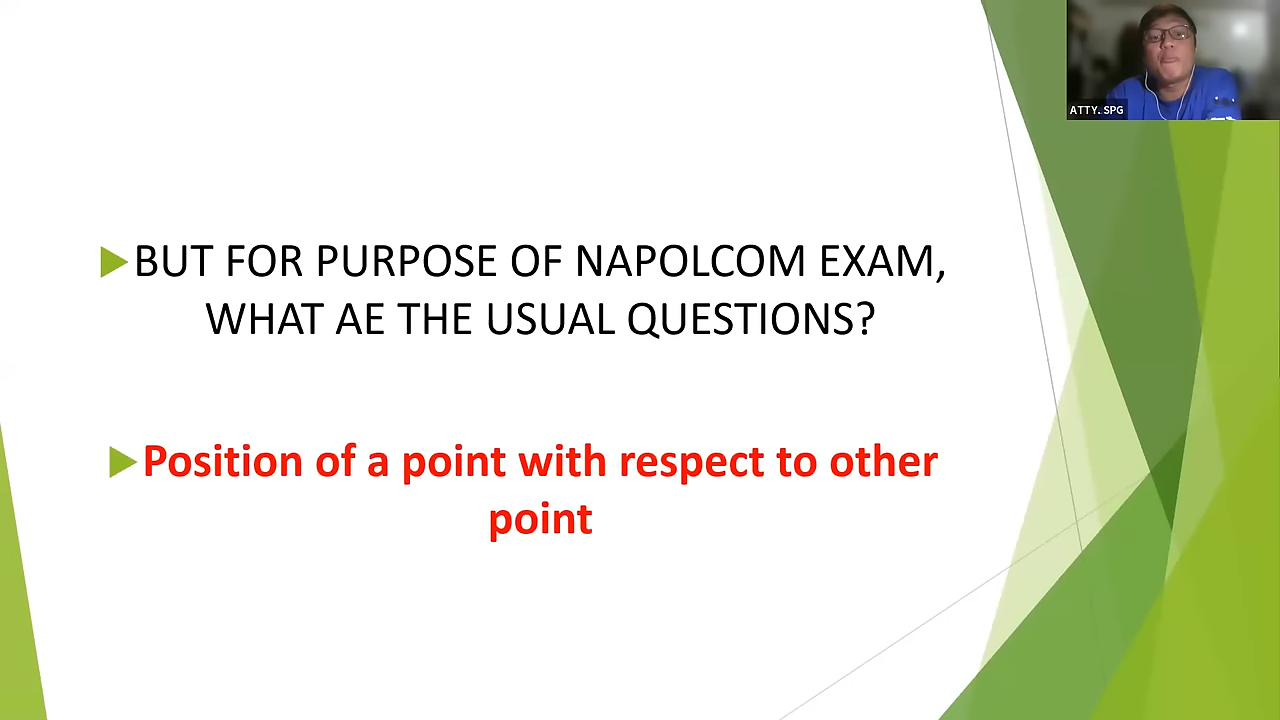 ATTY. SPG
BUT FOR PURPOSE OF NAPOLCOM EXAM,
WHAT AE THE USUAL QUESTIONS?
Position of a point with respect to other
point